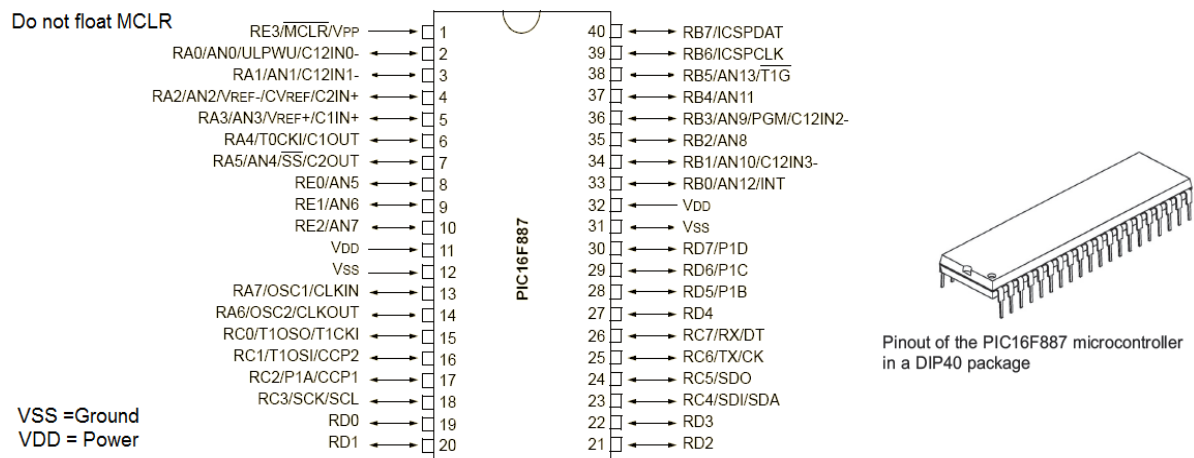 Do not float MCLR
RE3/MCLR/VPP 1
RA0/AN0/ULPWU/C12IN0- 2
RA1/AN1/C12IN1- 3
RA2/AN2/VREF-/CVREF/C2IN+ 4
RA3/AN3/VREF+/C1IN+ 5
RA4/T0CKI/C1OUT 6
RA5/AN4/SS/C2OUT 7
RE0/AN5 8
RE1/AN6 9
RE2/AN7 10
VDD 11
VSS 12
RA7/OSC1/CLKIN 13
RA6/OSC2/CLKOUT 14
RC0/T1OSO/T1CKI 15
RC1/T1OSI/CCP2 16
RC2/P1A/CCP1 17
RC3/SCK/SCL 18
RD0 19
RD1 20
VSS =Ground
VDD = Power
PIC16F887
40 RB7/ICSPDAT
39 RB6/ICSPCLK
38 RB5/AN13/T1G
37 RB4/AN11
36 RB3/AN9/PGM/C12IN2-
35 RB2/AN8
34 RB1/AN10/C12IN3-
33 RB0/AN12/INT
32 VDD
31 VSS
30 RD7/P1D
29 RD6/P1C
28 RD5/P1B
27 RD4
26 RC7/RX/DT
25 RC6/TX/CK
24 RC5/SDO
23 RC4/SDI/SDA
22 RD3
21 RD2
Pinout of the PIC16F887 microcontroller
in a DIP40 package